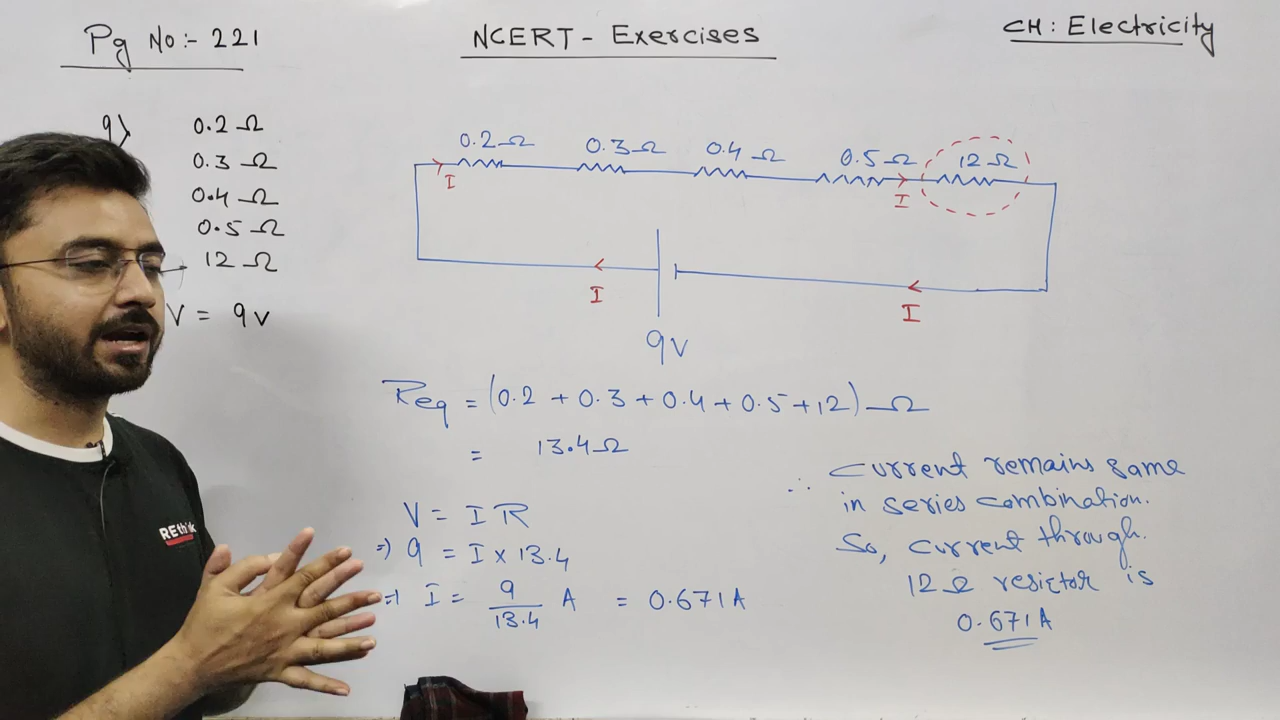 Pg No:- 221
NCERT - Exercises
CH: Electricity
9)
0.2 Ω
0.3 Ω
0.4 Ω
0.5 Ω
12 Ω
V = 9V
0.2 Ω 0.3 Ω 0.4 Ω 0.5 Ω 12 Ω
I I
I I
9V
Req = (0.2 + 0.3 + 0.4 + 0.5 + 12) Ω
= 13.4 Ω
V = I R
=) 9 = I x 13.4
=) I = 9/13.4 A = 0.671 A
∴ Current remains same
in series combination.
So, current through.
12 Ω resictor is
0.671 A
REthink